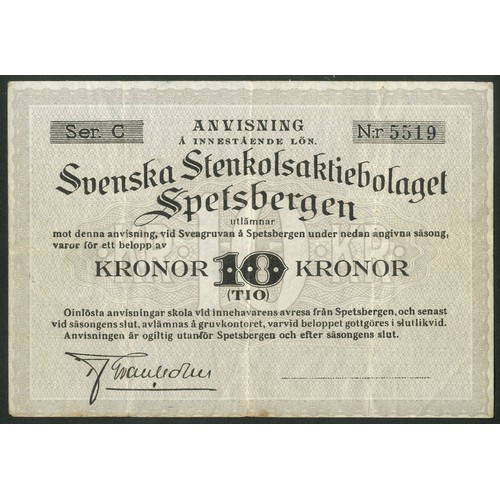 Ser. C
ANVISNING
Å INNESTÅENDE LÖN.
N:r 5519
Svenska Stenkolsaktiebolaget
Spetsbergen
utlämnar
mot denna anvisning, vid Sveagruvan å Spetsbergen under nedan angivna säsong,
varor för ett belopp av
KRONOR 10 KRONOR
(TIO)
Oinlösta anvisningar skola vid innehavarens avresa från Spetsbergen, och senast
vid säsongens slut, avlämnas å gruvkontoret, varvid beloppet gottgöres i slutlikvid.
Anvisningen är ogiltig utanför Spetsbergen och efter säsongens slut.